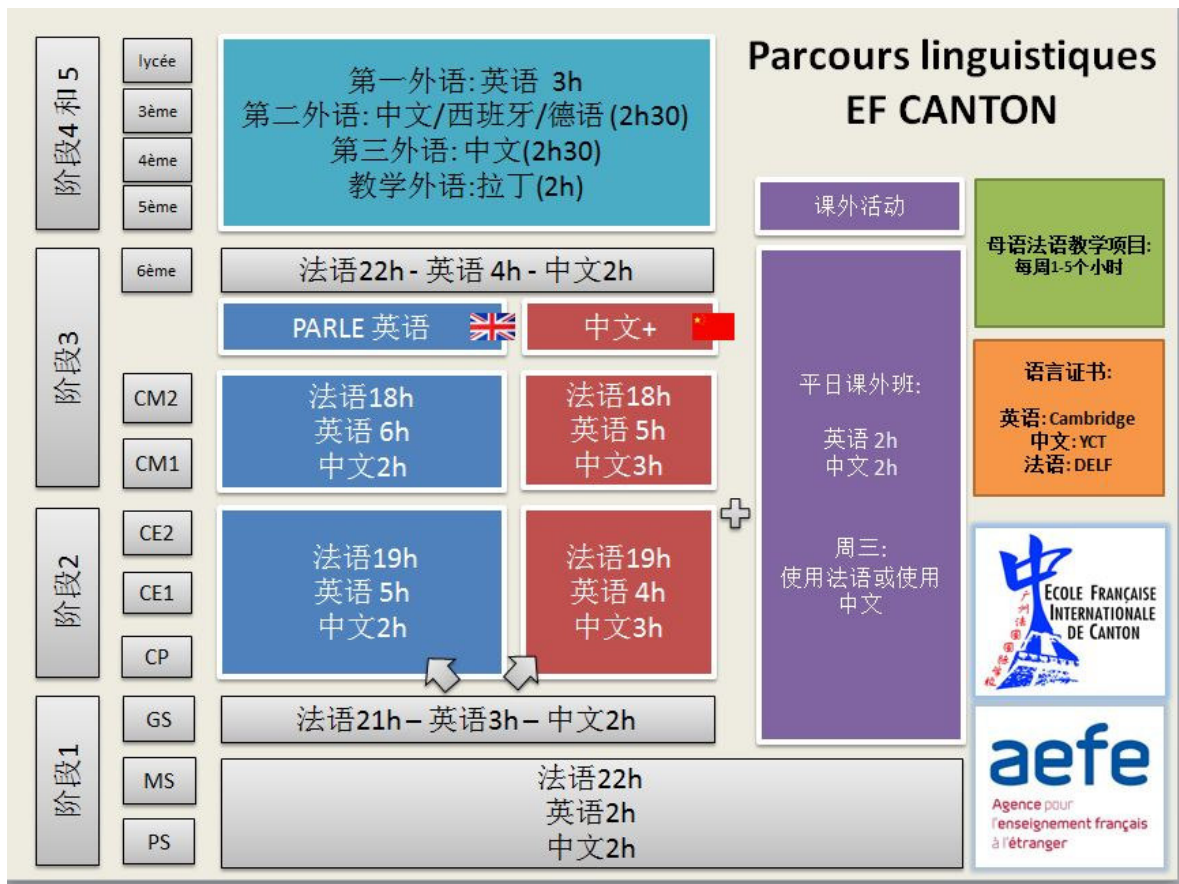 Parcours linguistiques
EF CANTON
阶段4 和 5
lycée
3ème
4ème
5ème
第一外语: 英语 3h
第二外语: 中文/西班牙/德语 (2h30)
第三外语: 中文(2h30)
教学外语:拉丁(2h)
阶段3
6ème
法语22h - 英语 4h - 中文2h
PARLE 英语
中文+
CM2
CM1
法语18h
英语 6h
中文2h
法语18h
英语 5h
中文3h
阶段2
CE2
CE1
CP
法语19h
英语 5h
中文2h
法语19h
英语 4h
中文3h
阶段1
GS
法语21h – 英语3h – 中文2h
MS
PS
法语22h
英语2h
中文2h
课外活动
平日课外班:
英语 2h
中文 2h
周三:
使用法语或使用
中文
母语法语教学项目:
每周1-5个小时
语言证书:
英语: Cambridge
中文: YCT
法语: DELF
中
广州法国国际学校
ECOLE FRANÇAISE
INTERNATIONALE
DE CANTON
aefe
Agence pour
l'enseignement français
à l'étranger